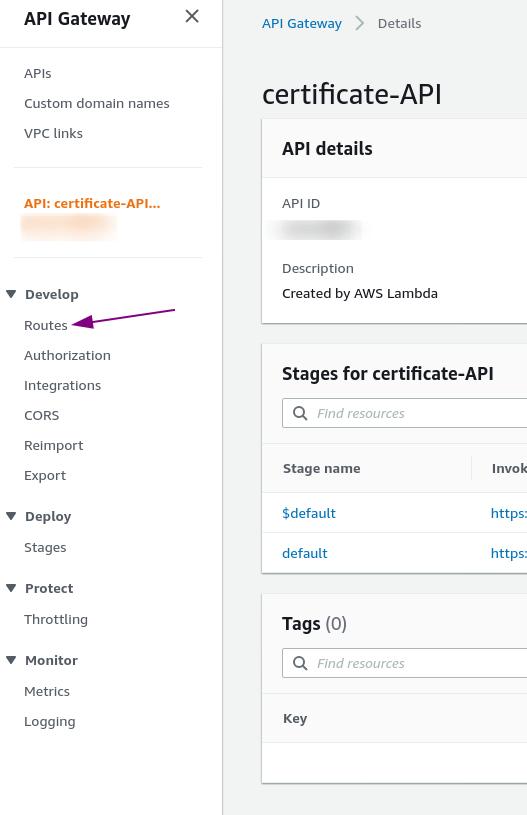 API Gateway
APIs
Custom domain names
VPC links
API: certificate-API...
Develop
Routes
Authorization
Integrations
CORS
Reimport
Export
Deploy
Stages
Protect
Throttling
Monitor
Metrics
Logging
API Gateway > Details
certificate-API
API details
API ID
Description
Created by AWS Lambda
Stages for certificate-API
Find resources
Stage name Invok
$default https:
default https:
Tags (0)
Find resources
Key